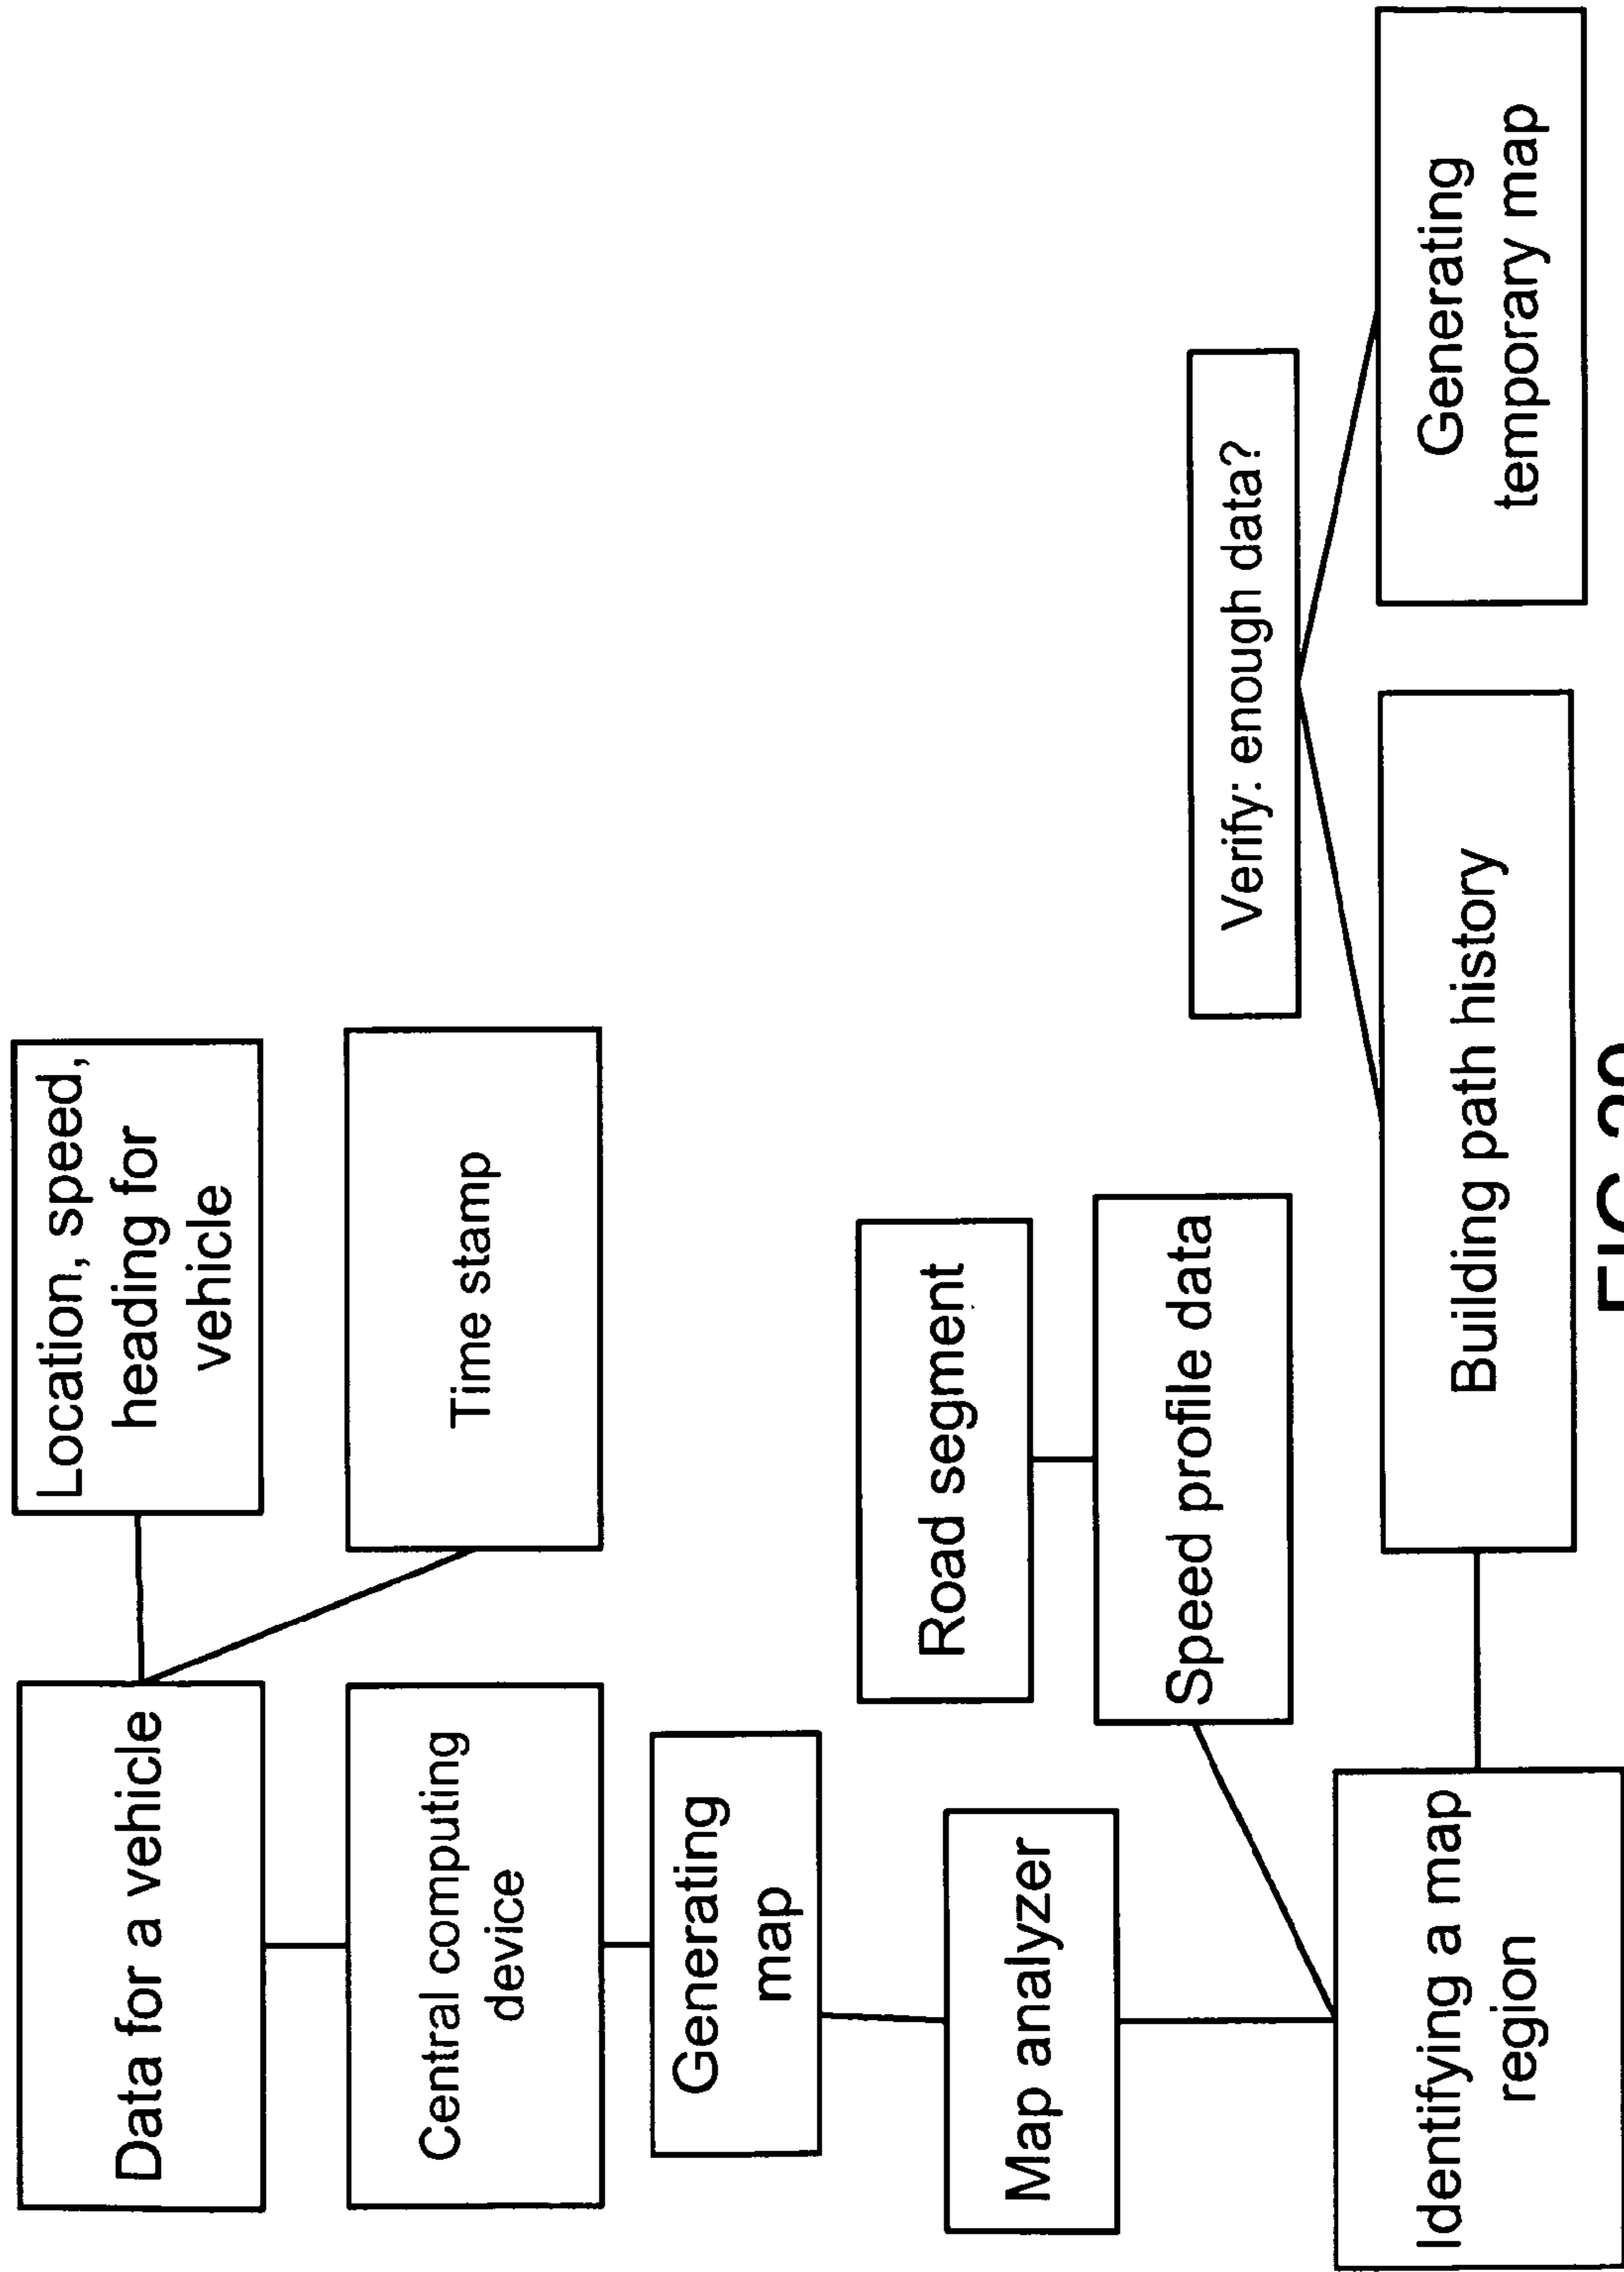 Data for a vehicle
Location, speed,
heading for
vehicle
Central computing
device
Time stamp
Generating
map
Road segment
Map analyzer
Speed profile data
Verify: enough data?
Identifying a map
region
Building path history
Generating
temporary map